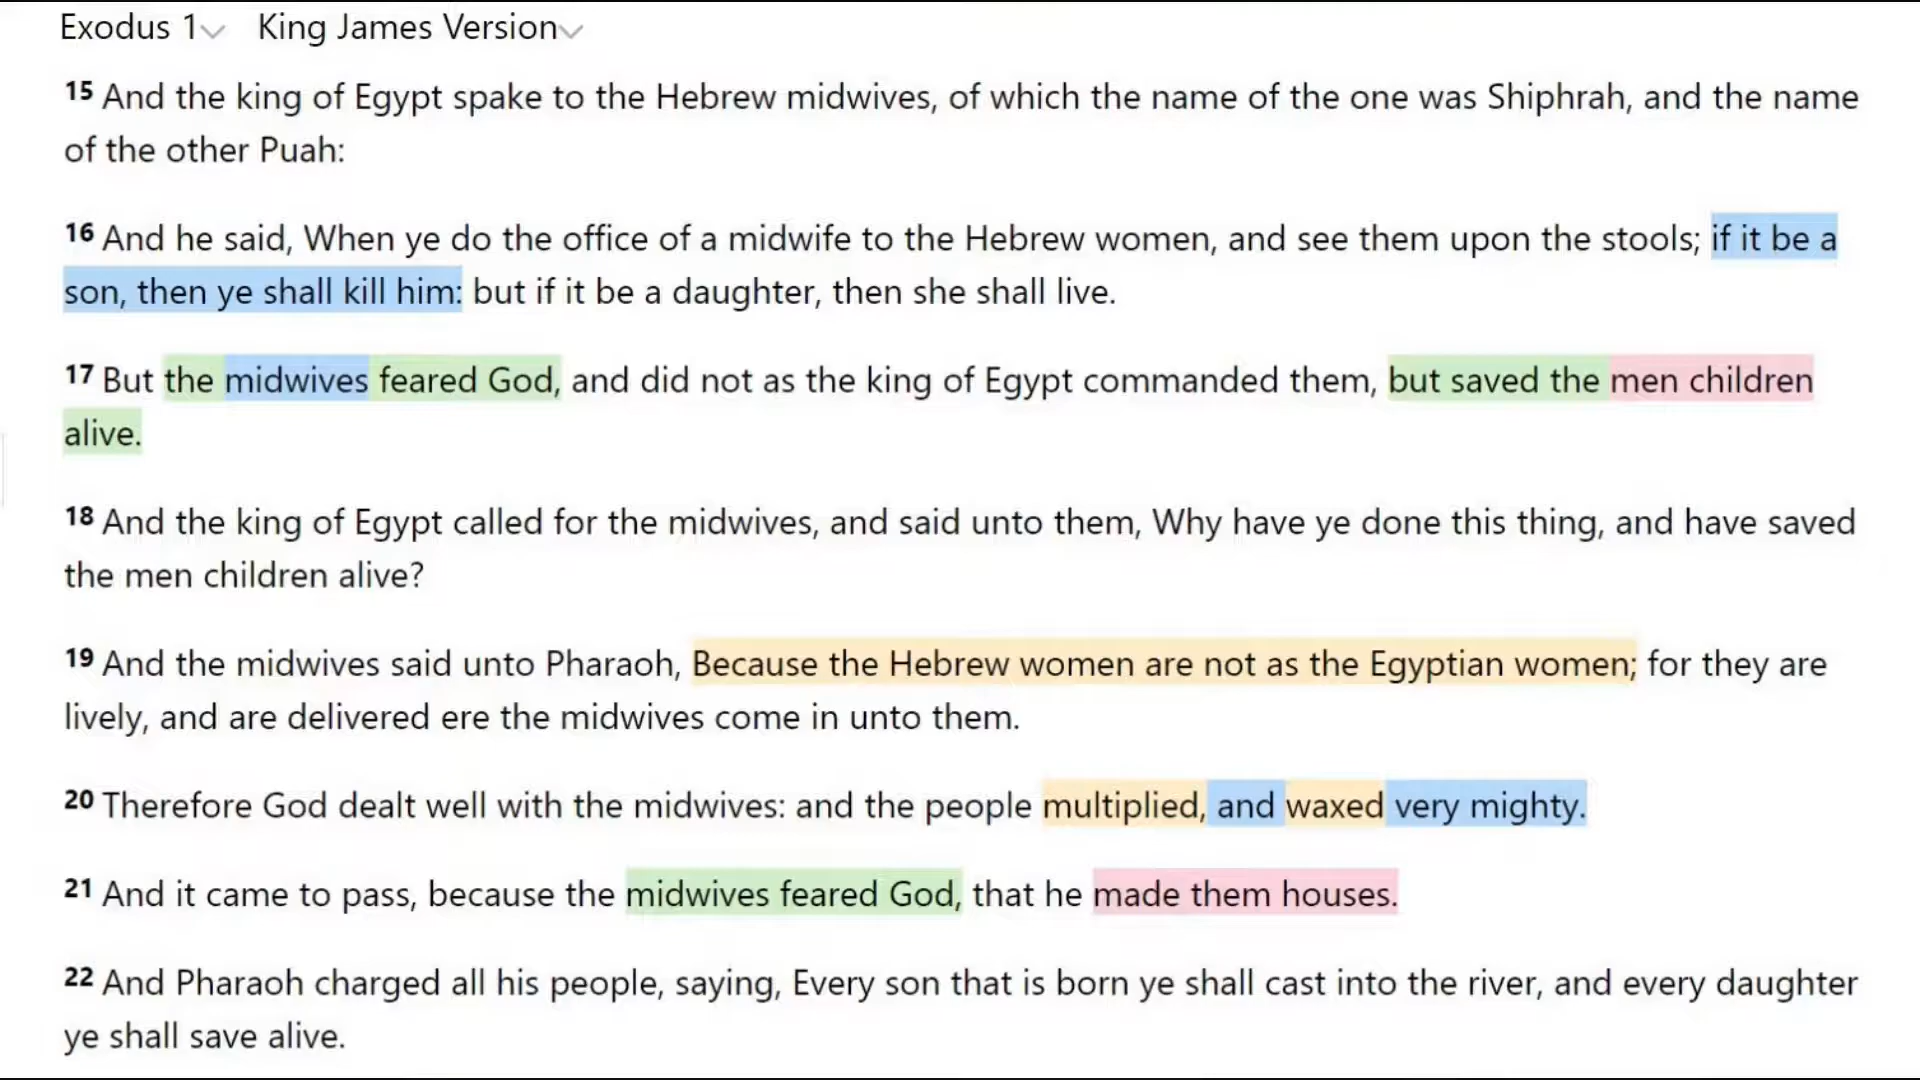 Exodus 1 King James Version
15 And the king of Egypt spake to the Hebrew midwives, of which the name of the one was Shiphrah, and the name
of the other Puah:
16 And he said, When ye do the office of a midwife to the Hebrew women, and see them upon the stools; if it be a
son, then ye shall kill him: but if it be a daughter, then she shall live.
17 But the midwives feared God, and did not as the king of Egypt commanded them, but saved the men children
alive.
18 And the king of Egypt called for the midwives, and said unto them, Why have ye done this thing, and have saved
the men children alive?
19 And the midwives said unto Pharaoh, Because the Hebrew women are not as the Egyptian women; for they are
lively, and are delivered ere the midwives come in unto them.
20 Therefore God dealt well with the midwives: and the people multiplied, and waxed very mighty.
21 And it came to pass, because the midwives feared God, that he made them houses.
22 And Pharaoh charged all his people, saying, Every son that is born ye shall cast into the river, and every daughter
ye shall save alive.